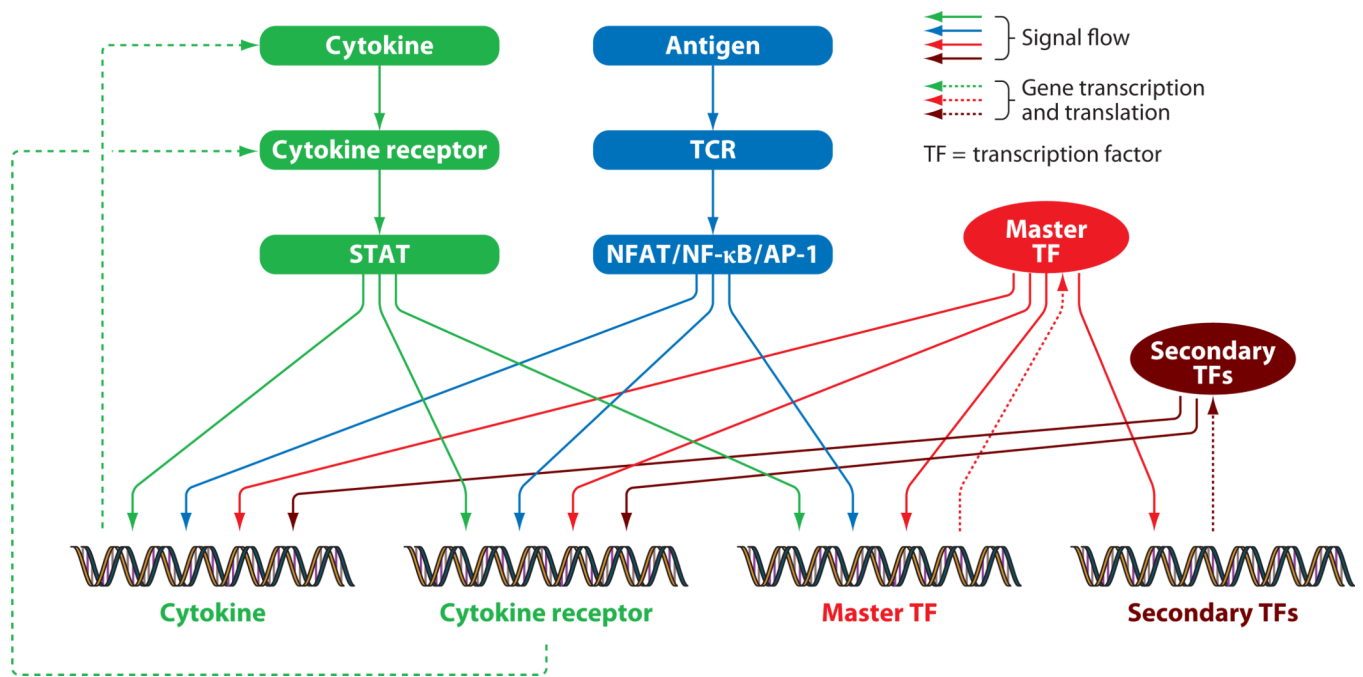 Cytokine
Antigen
Signal flow
Gene transcription
and translation
Cytokine receptor
TCR
TF = transcription factor
STAT
NFAT/NF-κB/AP-1
Master
TF
Secondary
TFs
Cytokine
Cytokine receptor
Master TF
Secondary TFs